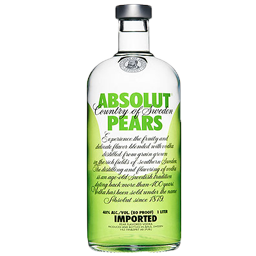 ABSOLUT
Country of Sweden
PEARS
Experience the fruity and
delicate flavor blended with vodka
distilled from grain grown
in the rich fields of southern Sweden.
The distilling and flavoring of vodka
is an age-old Swedish tradition
dating back more than 400 years.
Vodka has been sold under the name
Absolut since 1879.
40% ALC./VOL. (80 PROOF) 1 LITER
IMPORTED
PEAR FLAVORED VODKA